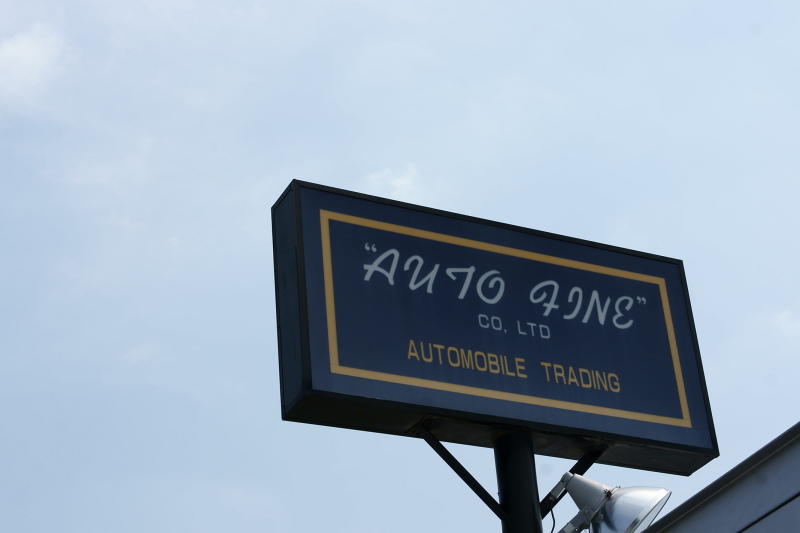 “AUTO FINE”
CO, LTD
AUTOMOBILE TRADING